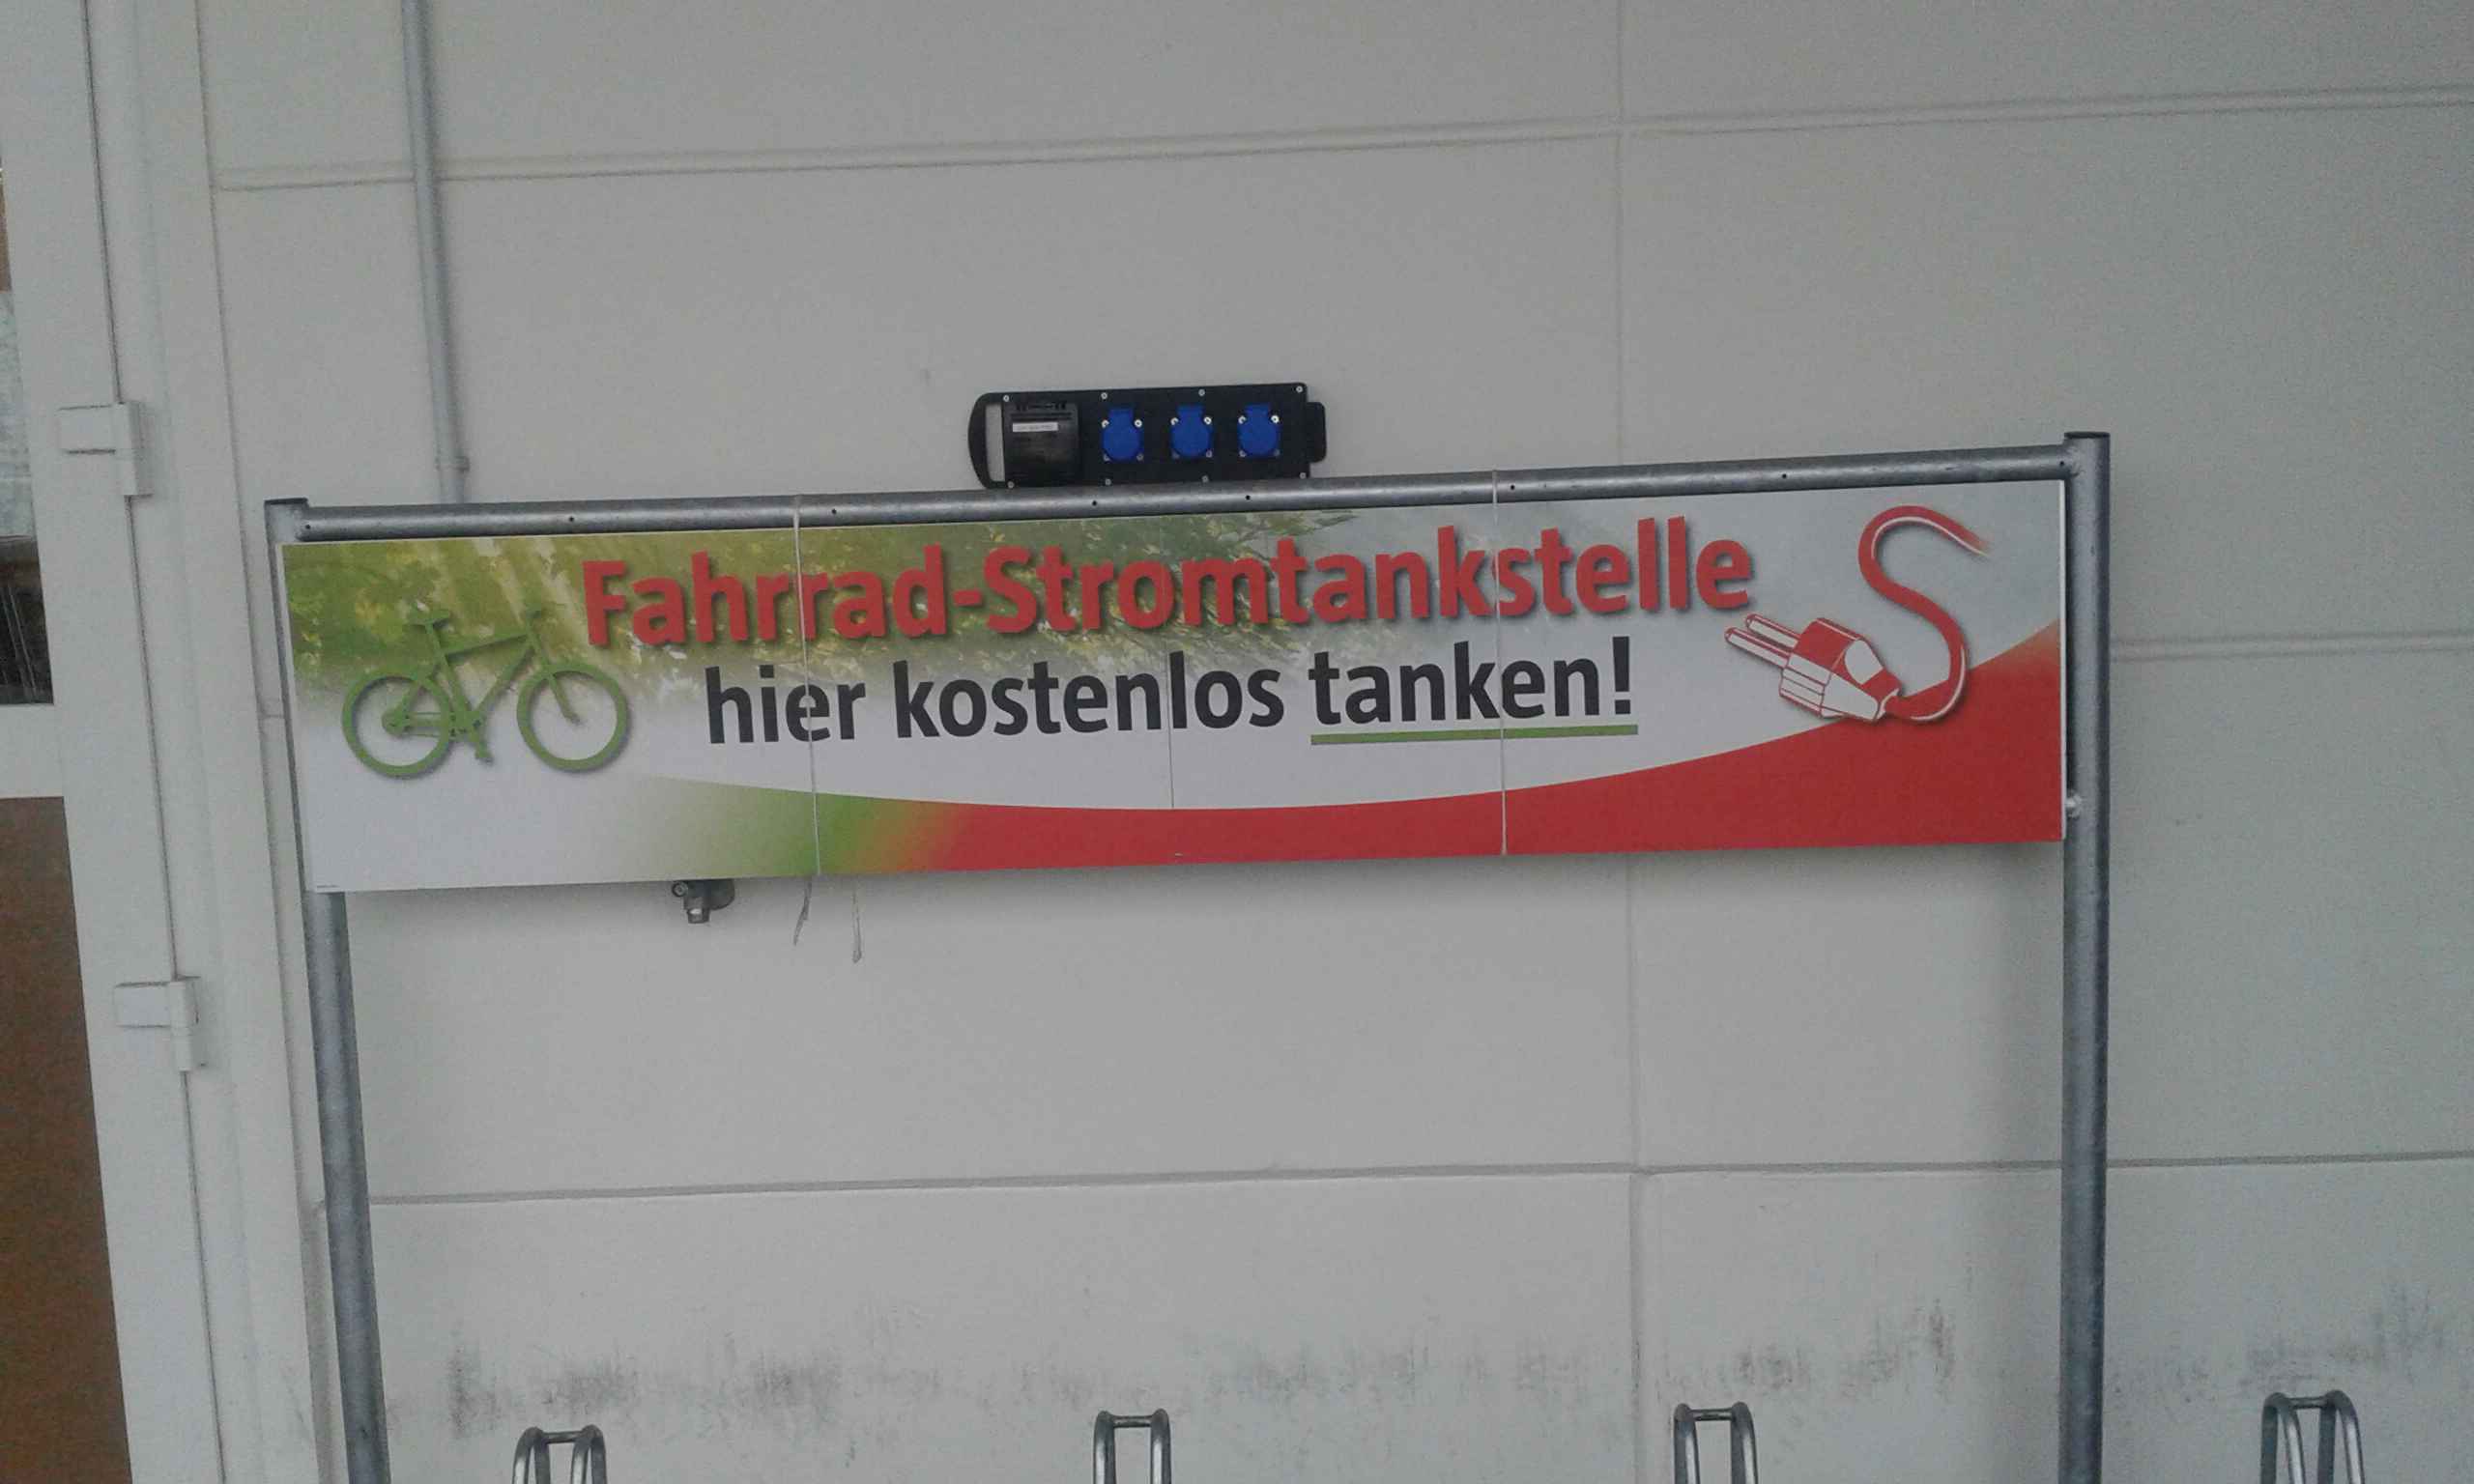 Fahrrad-Stromtankstelle
hier kostenlos tanken!